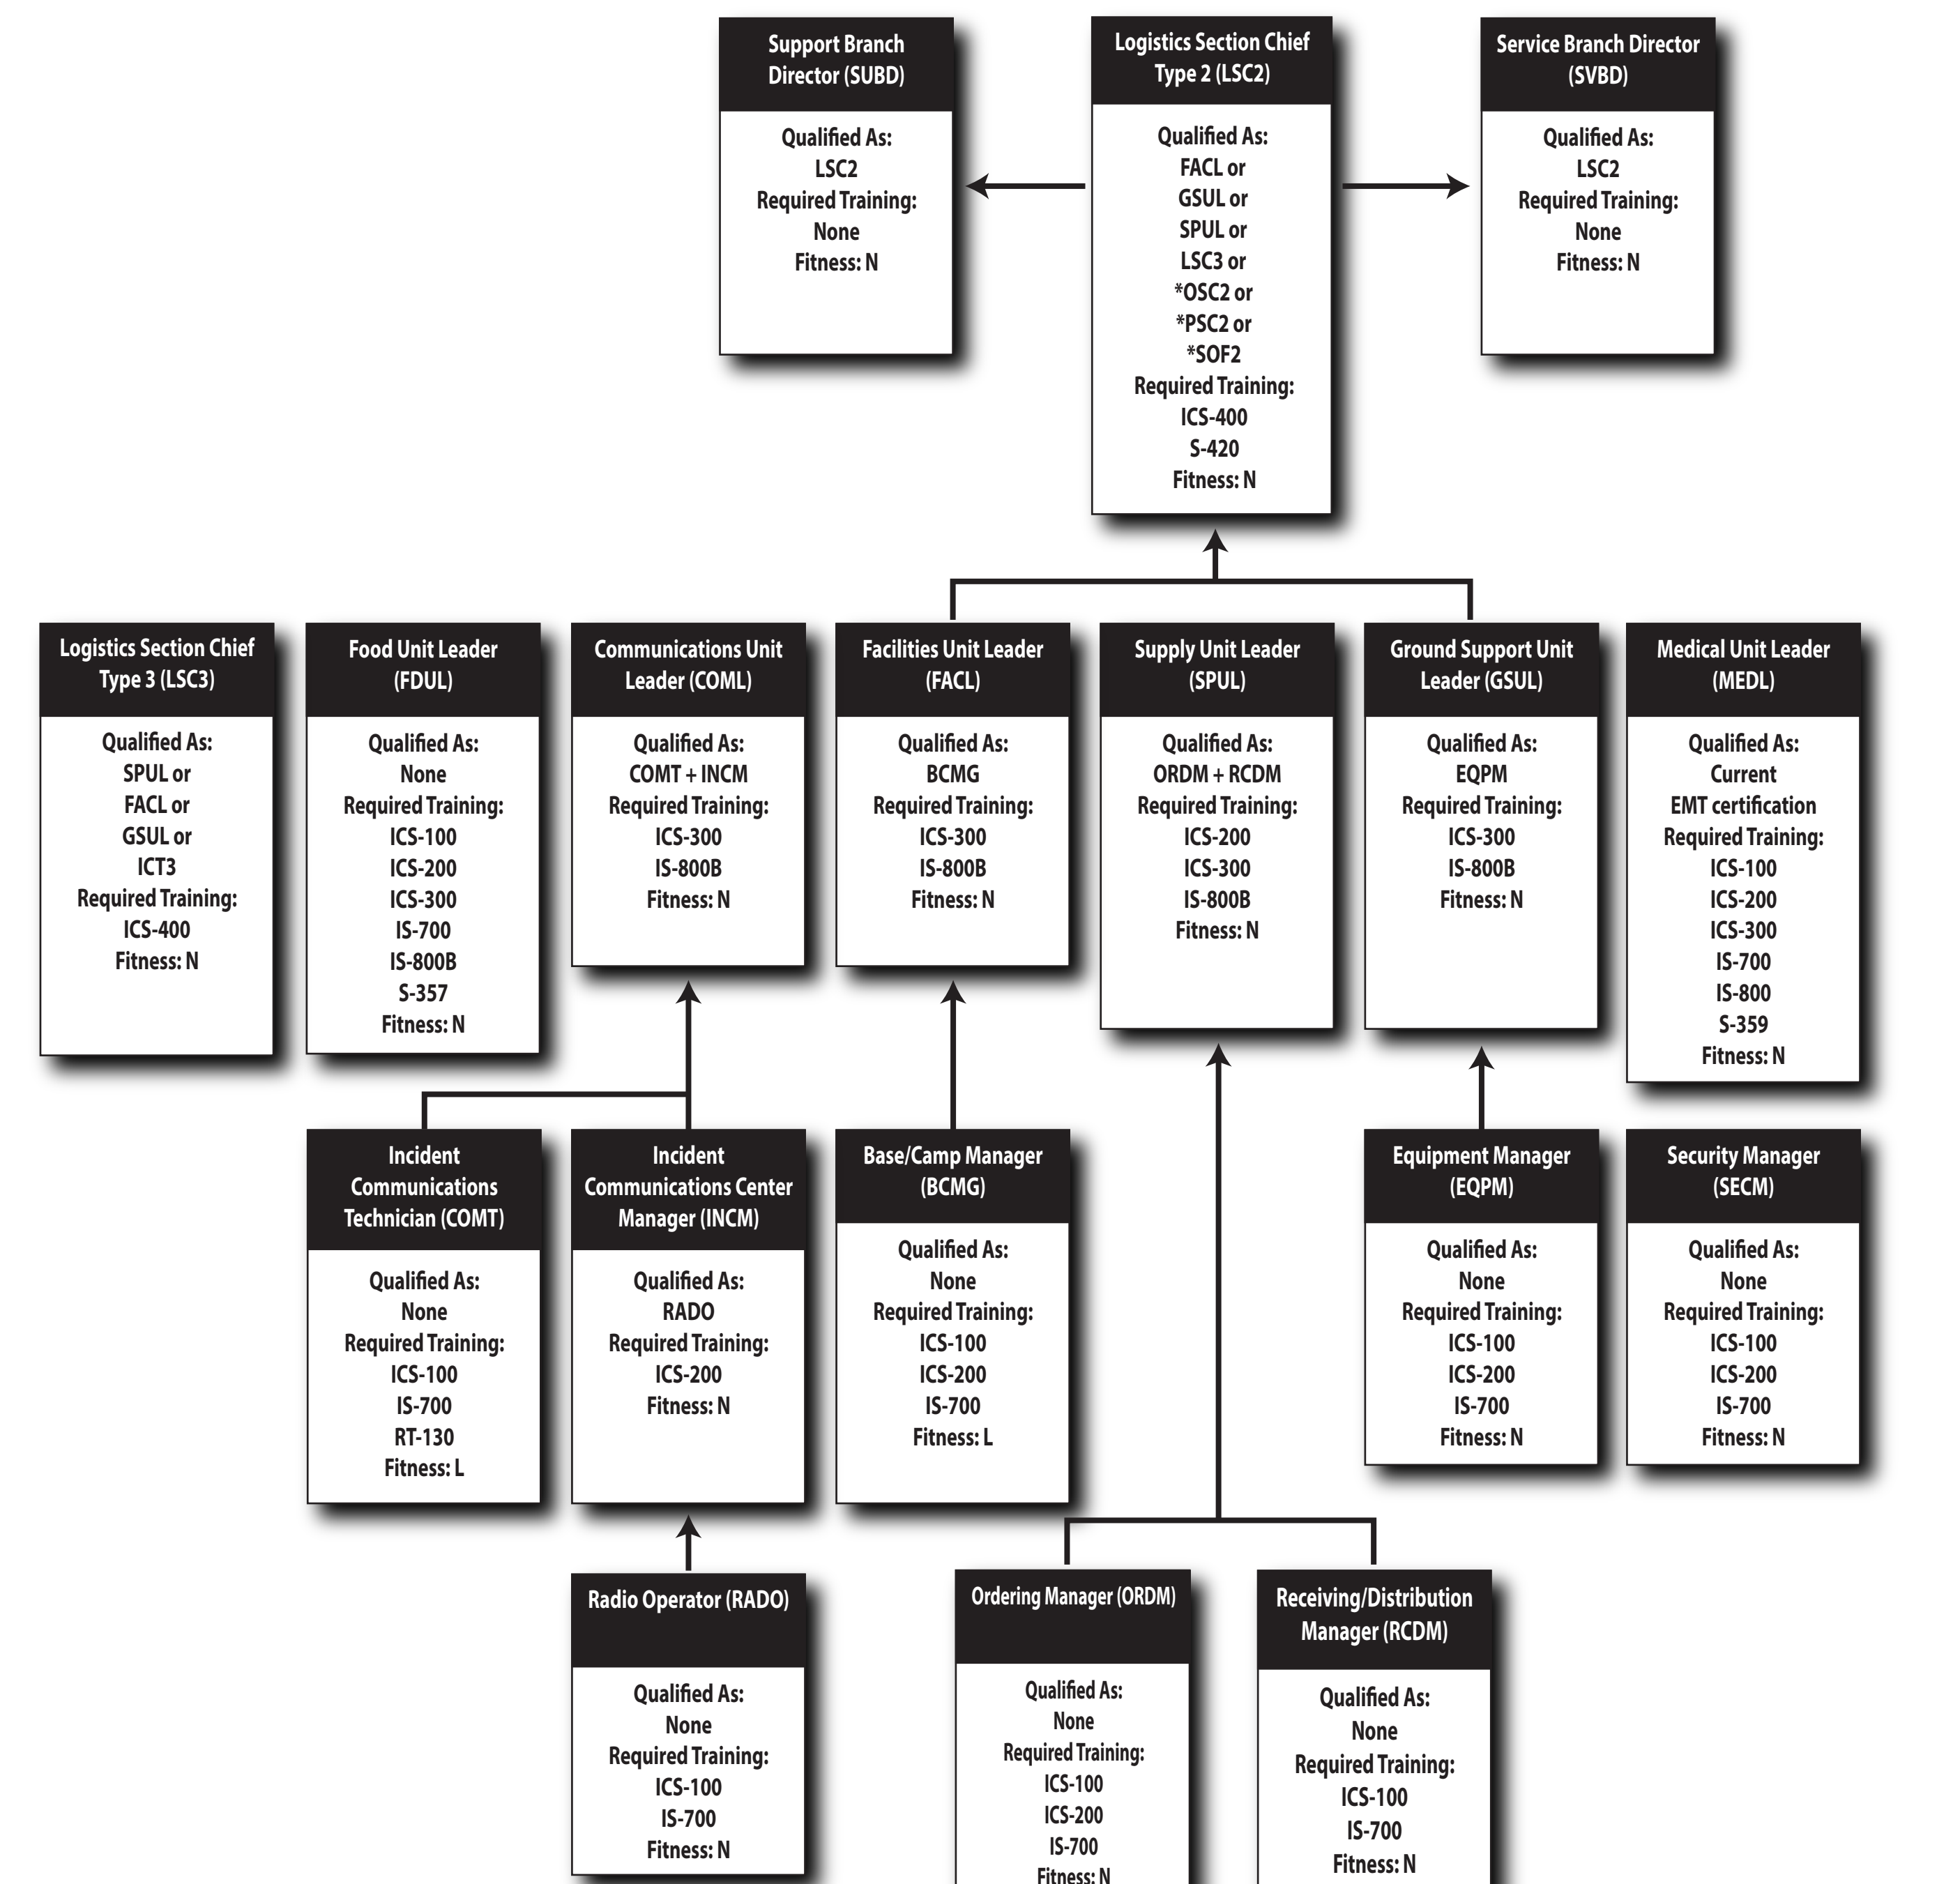 Support Branch
Director (SUBD)
Qualified As:
LSC2
Required Training:
None
Fitness: N
Logistics Section Chief
Type 2 (LSC2)
Qualified As:
FACL or
GSUL or
SPUL or
LSC3 or
*OSC2 or
*PSC2 or
*SOF2
Required Training:
ICS-400
S-420
Fitness: N
Service Branch Director
(SVBD)
Qualified As:
LSC2
Required Training:
None
Fitness: N
Logistics Section Chief
Type 3 (LSC3)
Qualified As:
SPUL or
FACL or
GSUL or
ICT3
Required Training:
ICS-400
Fitness: N
Food Unit Leader
(FDUL)
Qualified As:
None
Required Training:
ICS-100
ICS-200
ICS-300
IS-700
IS-800B
S-357
Fitness: N
Communications Unit
Leader (COML)
Qualified As:
COMT + INCM
Required Training:
ICS-300
IS-800B
Fitness: N
Facilities Unit Leader
(FACL)
Qualified As:
BCMG
Required Training:
ICS-300
IS-800B
Fitness: N
Supply Unit Leader
(SPUL)
Qualified As:
ORDM + RCDM
Required Training:
ICS-200
ICS-300
IS-800B
Fitness: N
Ground Support Unit
Leader (GSUL)
Qualified As:
EQPM
Required Training:
ICS-300
IS-800B
Fitness: N
Medical Unit Leader
(MEDL)
Qualified As:
Current
EMT certification
Required Training:
ICS-100
ICS-200
ICS-300
IS-700
IS-800
S-359
Fitness: N
Incident
Communications
Technician (COMT)
Qualified As:
None
Required Training:
ICS-100
IS-700
RT-130
Fitness: L
Incident
Communications Center
Manager (INCM)
Qualified As:
RADO
Required Training:
ICS-200
Fitness: N
Base/Camp Manager
(BCMG)
Qualified As:
None
Required Training:
ICS-100
ICS-200
IS-700
Fitness: L
Equipment Manager
(EQPM)
Qualified As:
None
Required Training:
ICS-100
ICS-200
IS-700
Fitness: N
Security Manager
(SECM)
Qualified As:
None
Required Training:
ICS-100
ICS-200
IS-700
Fitness: N
Radio Operator (RADO)
Qualified As:
None
Required Training:
ICS-100
IS-700
Fitness: N
Ordering Manager (ORDM)
Qualified As:
None
Required Training:
ICS-100
ICS-200
IS-700
Fitness: N
Receiving/Distribution
Manager (RCDM)
Qualified As:
None
Required Training:
ICS-100
IS-700
Fitness: N